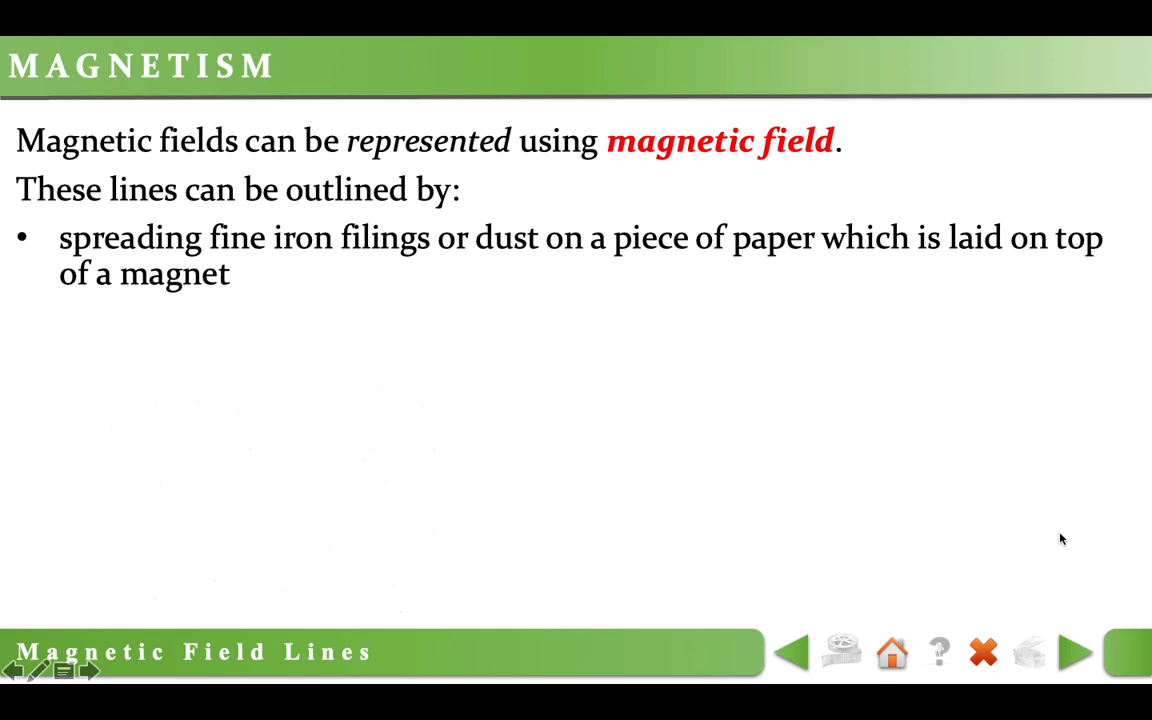 MAGNETISM
Magnetic fields can be represented using magnetic field.
These lines can be outlined by:
• spreading fine iron filings or dust on a piece of paper which is laid on top
of a magnet
Magnetic Field Lines